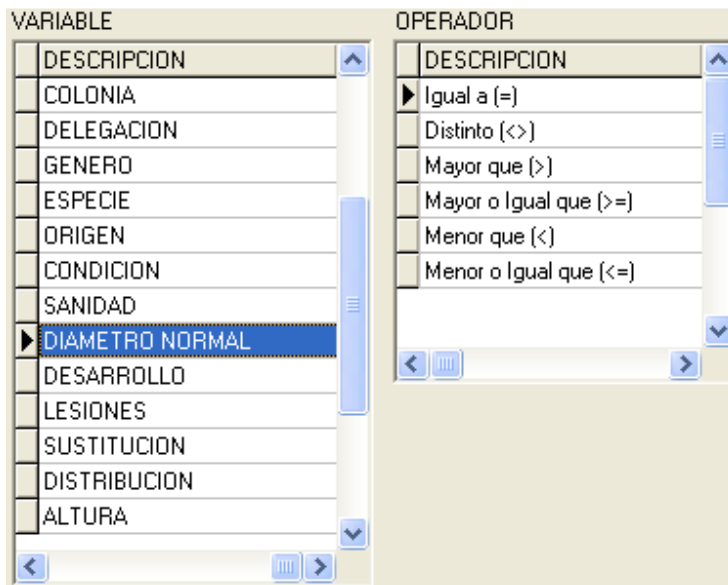 VARIABLE
DESCRIPCION
COLONIA
DELEGACION
GENERO
ESPECIE
ORIGEN
CONDICION
SANIDAD
DIAMETRO NORMAL
DESARROLLO
LESIONES
SUSTITUCION
DISTRIBUCION
ALTURA
OPERADOR
DESCRIPCION
Igual a (=)
Distinto (<>)
Mayor que (>)
Mayor o Igual que (>=)
Menor que (<)
Menor o Igual que (<=)